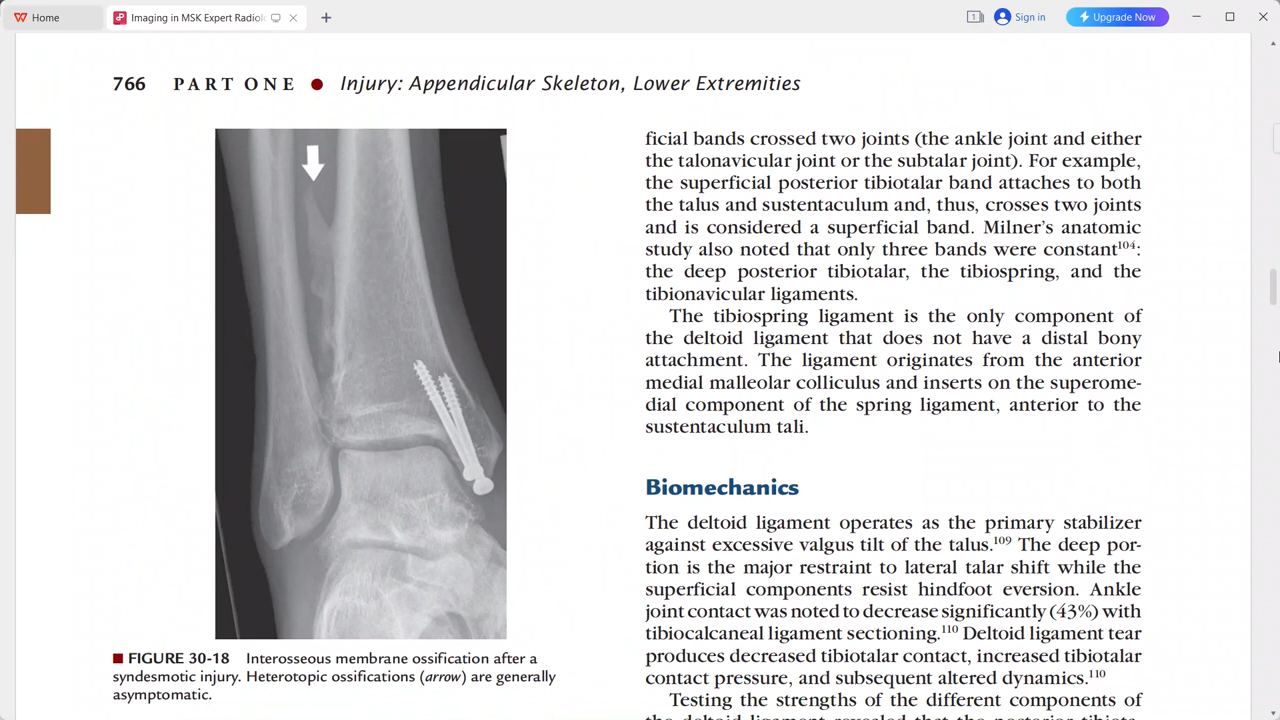 Home
Imaging in MSK Expert Radiol
1
Sign in
Upgrade Now
766 PART ONE ● Injury: Appendicular Skeleton, Lower Extremities
■ FIGURE 30-18 Interosseous membrane ossification after a
syndesmotic injury. Heterotopic ossifications (arrow) are generally
asymptomatic.
ficial bands crossed two joints (the ankle joint and either
the talonavicular joint or the subtalar joint). For example,
the superficial posterior tibiotalar band attaches to both
the talus and sustentaculum and, thus, crosses two joints
and is considered a superficial band. Milner's anatomic
study also noted that only three bands were constant¹⁰⁴:
the deep posterior tibiotalar, the tibiospring, and the
tibionavicular ligaments.
The tibiospring ligament is the only component of
the deltoid ligament that does not have a distal bony
attachment. The ligament originates from the anterior
medial malleolar colliculus and inserts on the superome-
dial component of the spring ligament, anterior to the
sustentaculum tali.
Biomechanics
The deltoid ligament operates as the primary stabilizer
against excessive valgus tilt of the talus.¹⁰⁹ The deep por-
tion is the major restraint to lateral talar shift while the
superficial components resist hindfoot eversion. Ankle
joint contact was noted to decrease significantly (43%) with
tibiocalcaneal ligament sectioning.¹¹⁰ Deltoid ligament tear
produces decreased tibiotalar contact, increased tibiotalar
contact pressure, and subsequent altered dynamics.¹¹⁰
Testing the strengths of the different components of
the deltoid ligament revealed that the posterior tibiota-